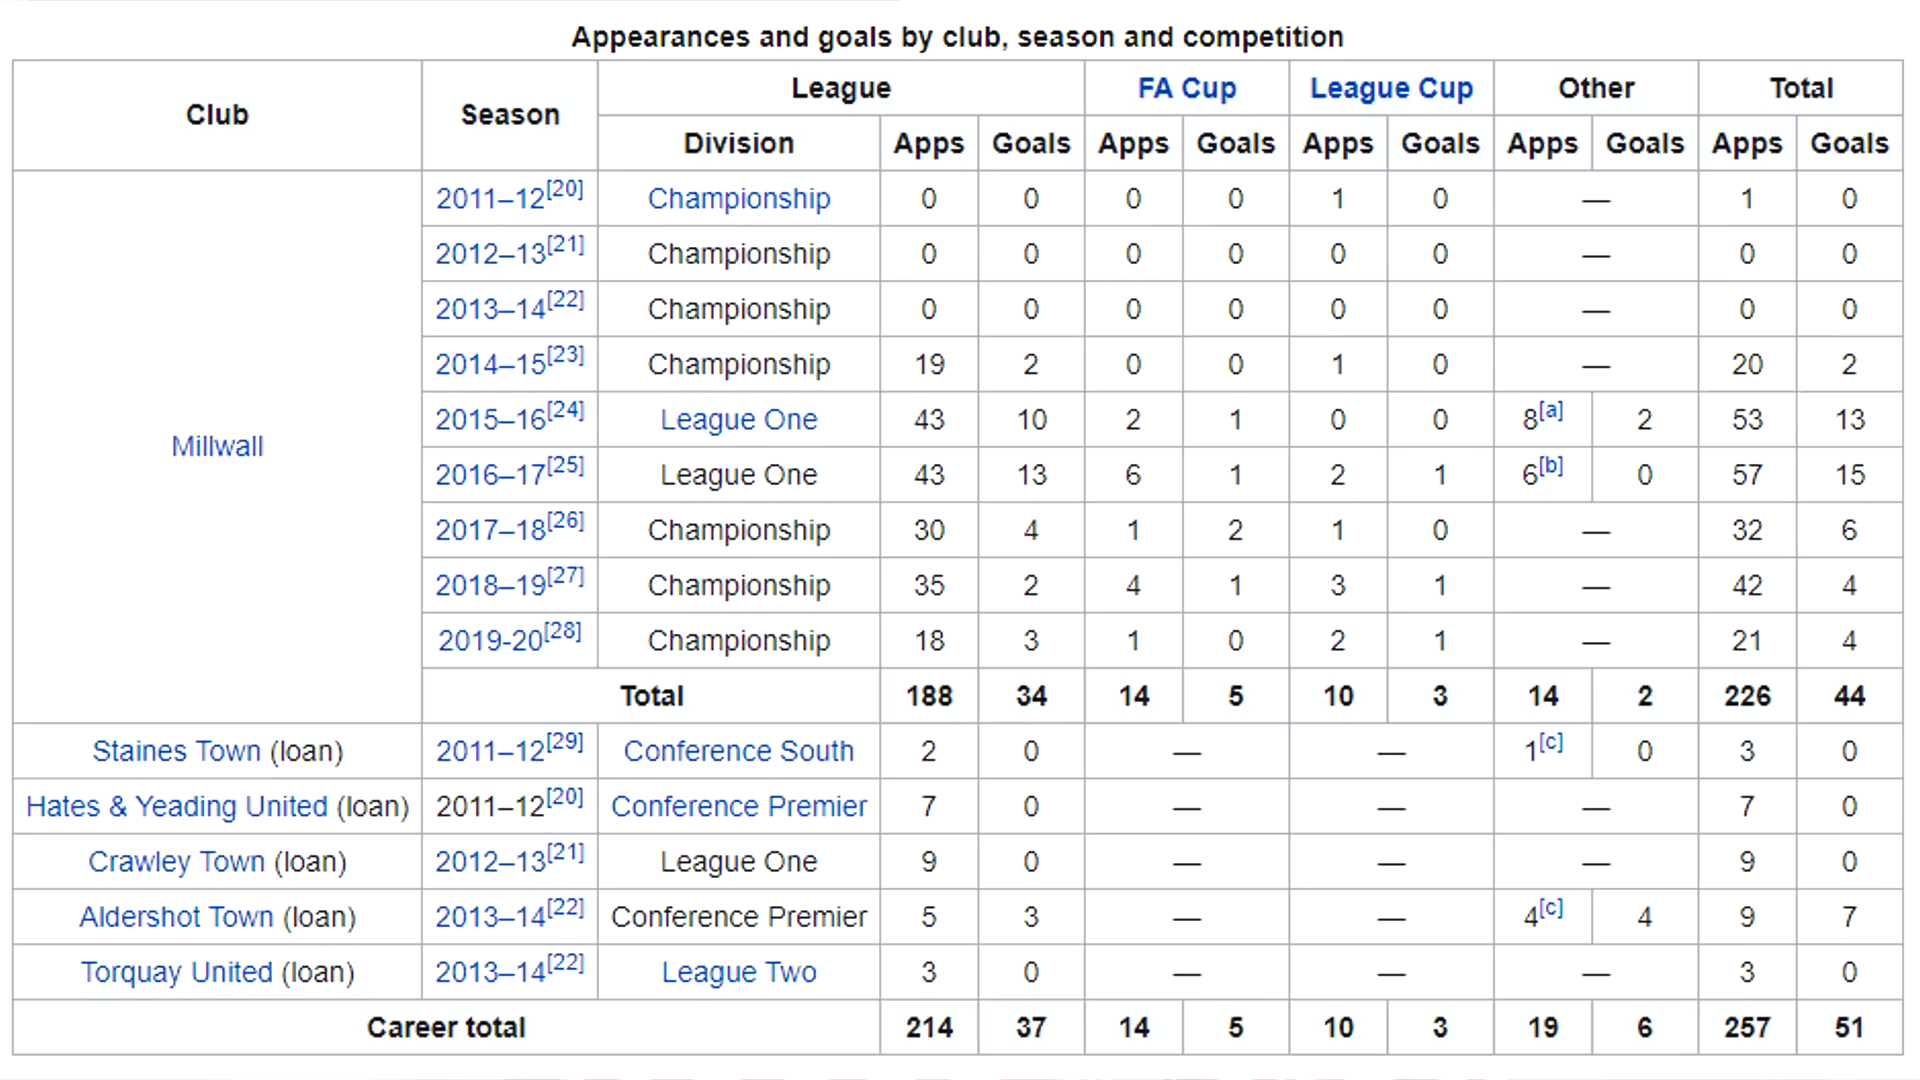 Appearances and goals by club, season and competition
Club Season League FA Cup League Cup Other Total
Division Apps Goals Apps Goals Apps Goals Apps Goals Apps Goals
Millwall
2011–12[20] Championship 0 0 0 0 1 0 — 1 0
2012–13[21] Championship 0 0 0 0 0 0 — 0 0
2013–14[22] Championship 0 0 0 0 0 0 — 0 0
2014–15[23] Championship 19 2 0 0 1 0 — 20 2
2015–16[24] League One 43 10 2 1 0 0 8[a] 2 53 13
2016–17[25] League One 43 13 6 1 2 1 6[b] 0 57 15
2017–18[26] Championship 30 4 1 2 1 0 — 32 6
2018–19[27] Championship 35 2 4 1 3 1 — 42 4
2019-20[28] Championship 18 3 1 0 2 1 — 21 4
Total 188 34 14 5 10 3 14 2 226 44
Staines Town (loan) 2011–12[29] Conference South 2 0 — — 1[c] 0 3 0
Hates & Yeading United (loan) 2011–12[20] Conference Premier 7 0 — — — 7 0
Crawley Town (loan) 2012–13[21] League One 9 0 — — — 9 0
Aldershot Town (loan) 2013–14[22] Conference Premier 5 3 — — 4[c] 4 9 7
Torquay United (loan) 2013–14[22] League Two 3 0 — — — 3 0
Career total 214 37 14 5 10 3 19 6 257 51